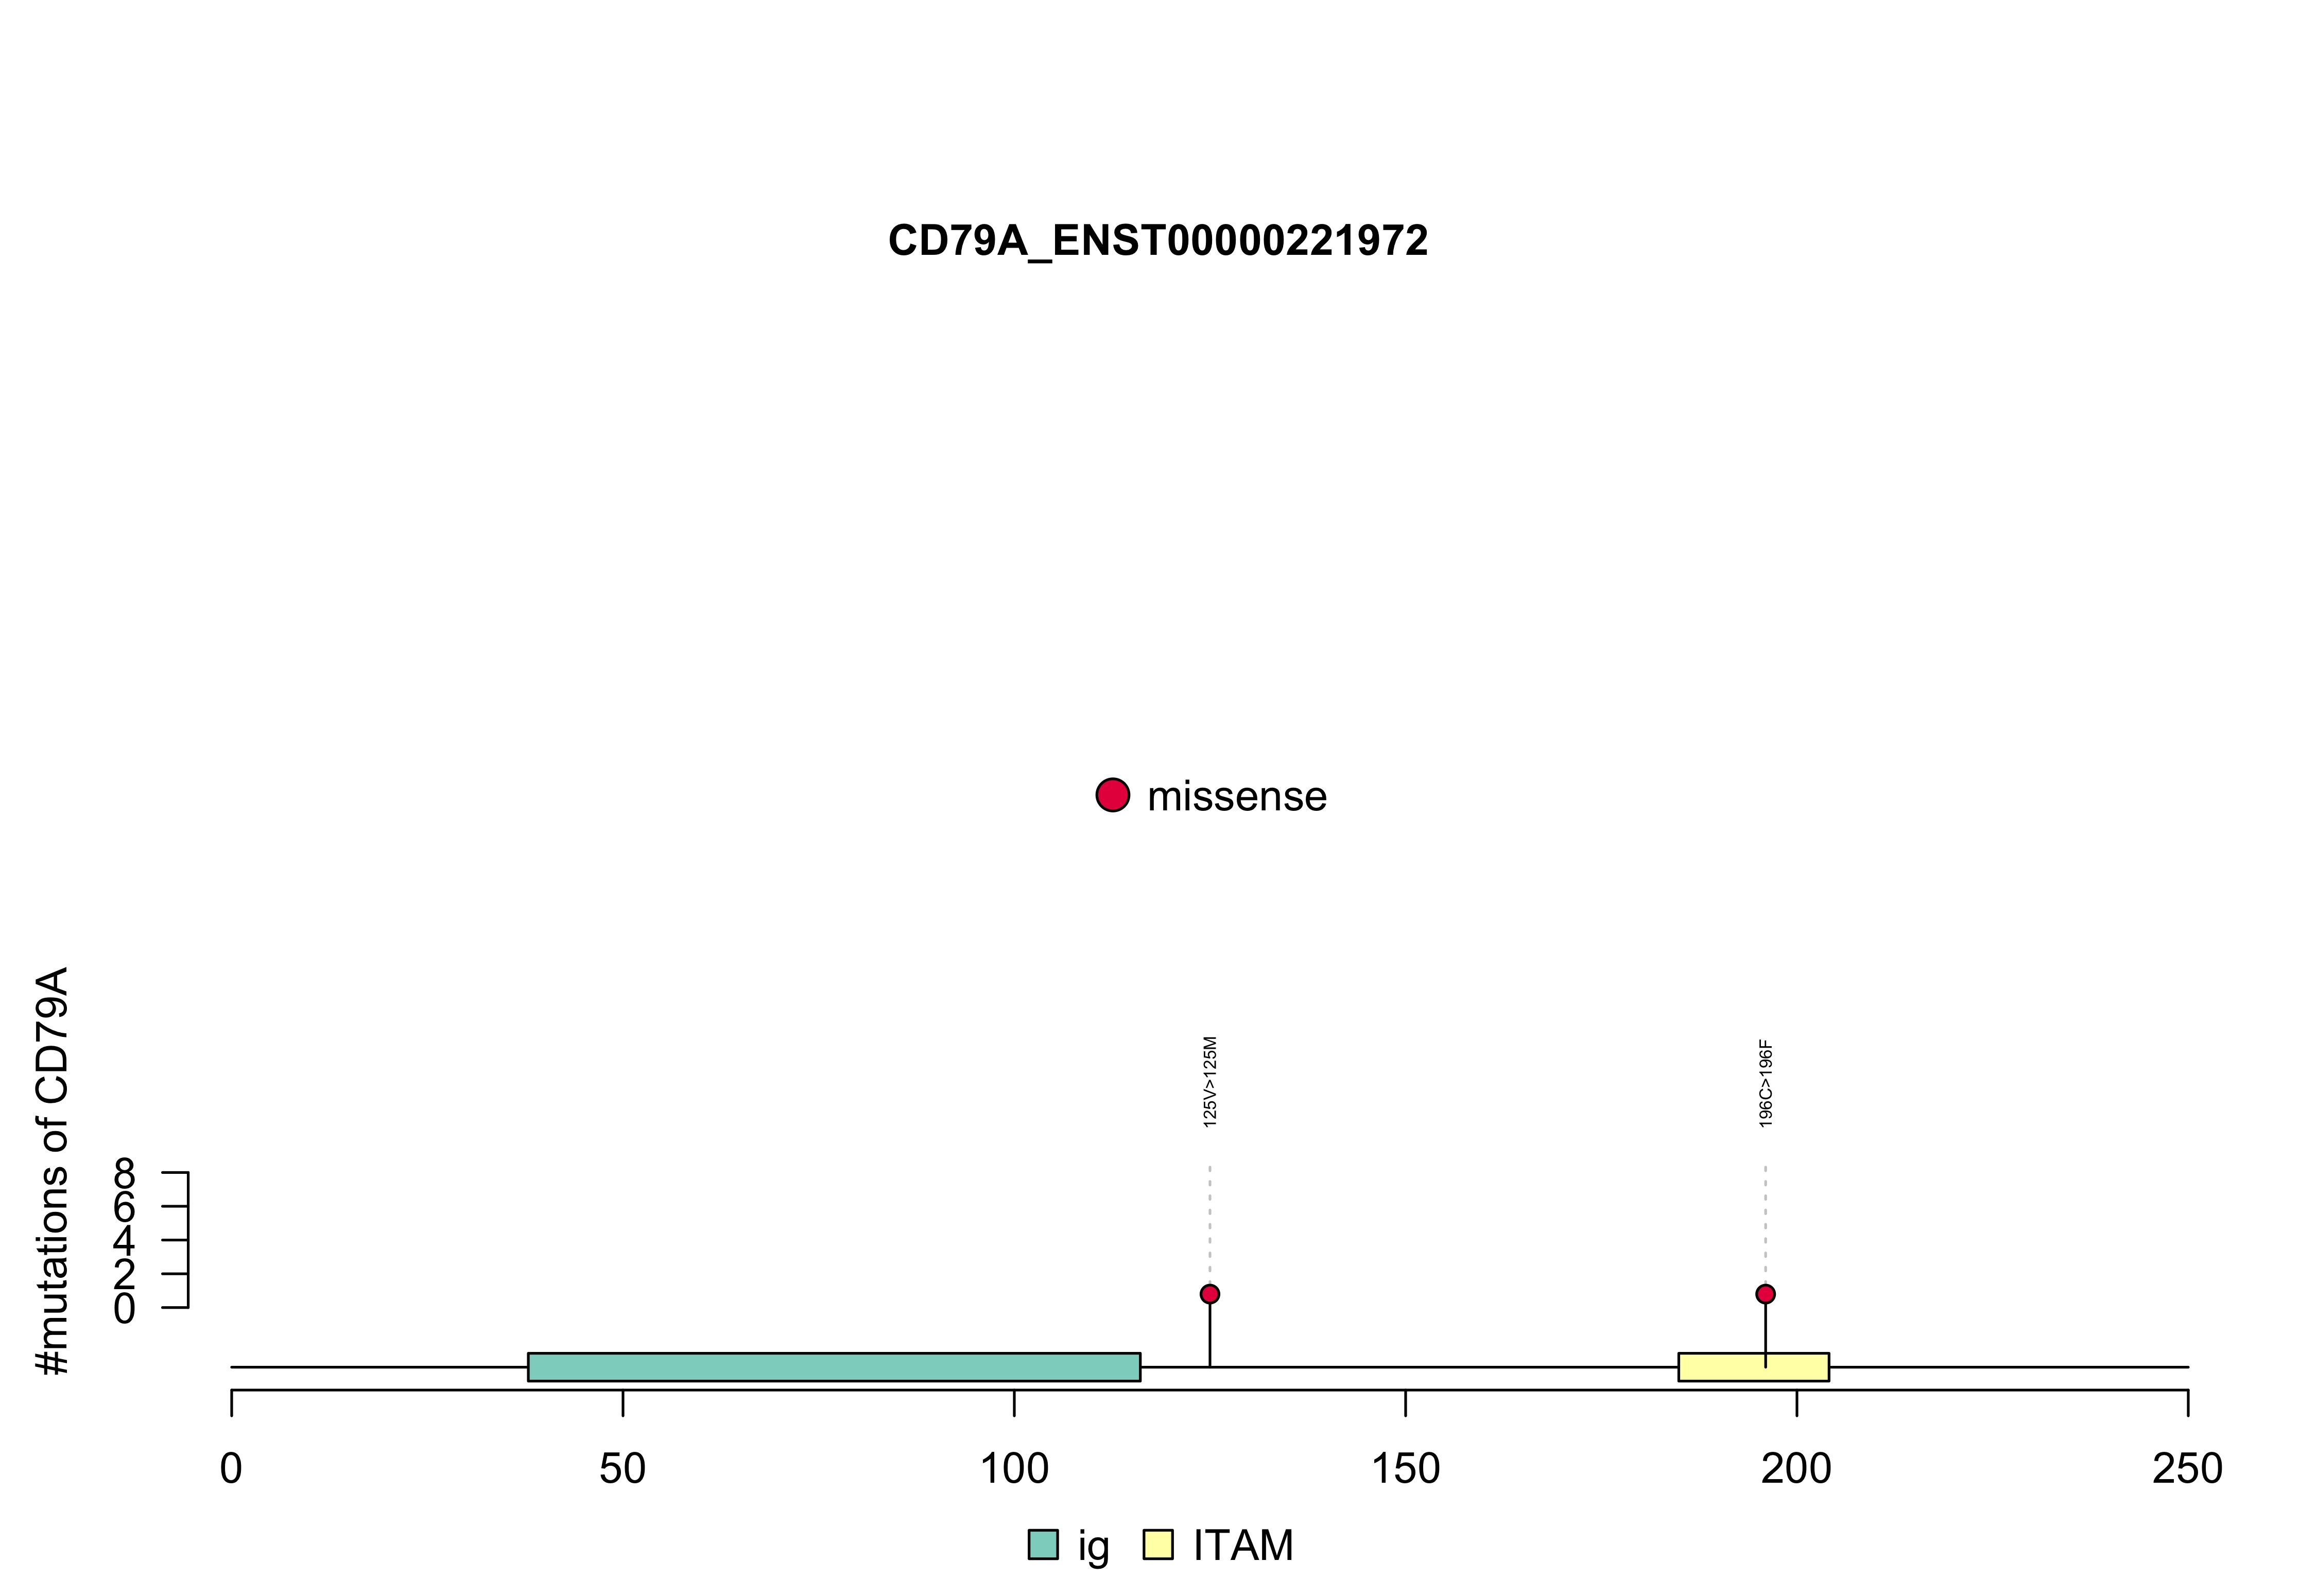 CD79A_ENST00000221972
missense
#mutations of CD79A
125V>125M
196C>196F
8
6
4
2
0
0 50 100 150 200 250
ig ITAM